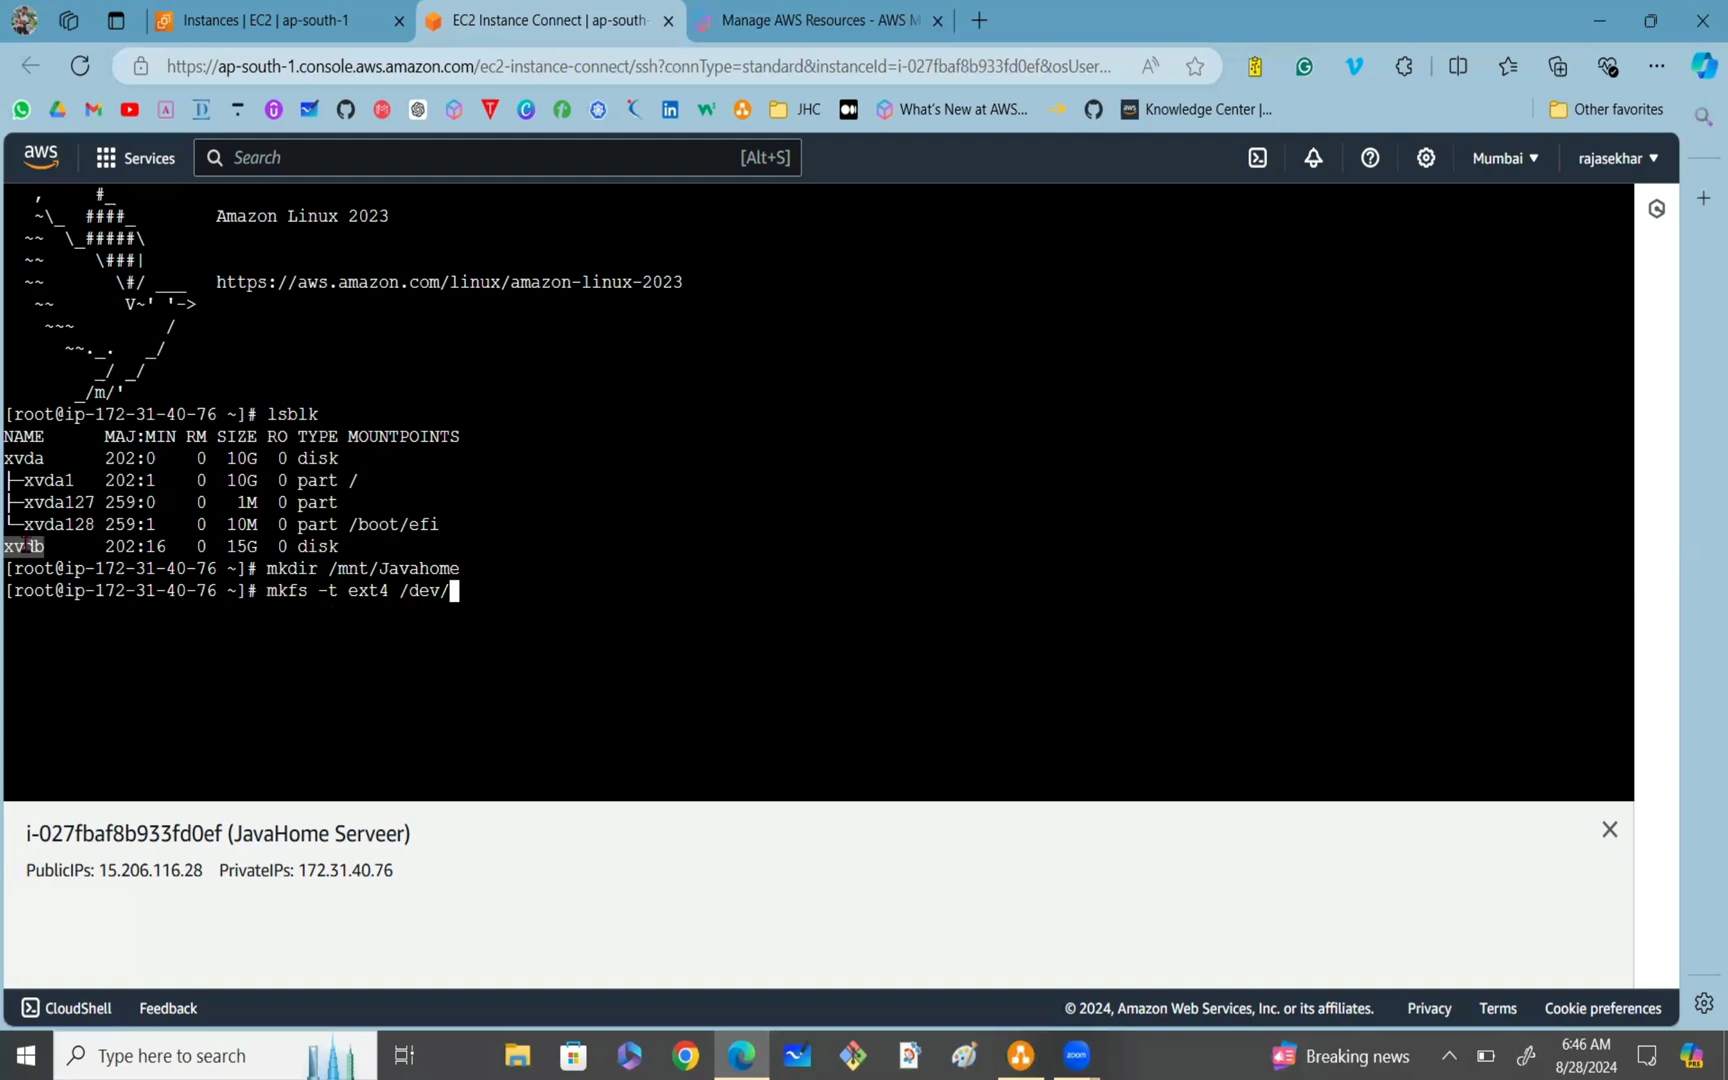 Instances | EC2 | ap-south-1
EC2 Instance Connect | ap-south-
Manage AWS Resources - AWS M
https://ap-south-1.console.aws.amazon.com/ec2-instance-connect/ssh?connType=standard&instanceId=i-027fbaf8b933fd0ef&osUser...
JHC
What's New at AWS...
Knowledge Center |...
Other favorites
aws
Services
Search
[Alt+S]
Mumbai
rajasekhar
,     #_
~\_  ####_        Amazon Linux 2023
~~  \_#####\
~~     \###|
~~       \#/ ___   https://aws.amazon.com/linux/amazon-linux-2023
~~       V~' '->
~~~         /
~~._.   _/
_/ _/
_/m/'
[root@ip-172-31-40-76 ~]# lsblk
NAME      MAJ:MIN RM SIZE RO TYPE MOUNTPOINTS
xvda      202:0    0  10G  0 disk
├─xvda1   202:1    0  10G  0 part /
├─xvda127 259:0    0   1M  0 part
└─xvda128 259:1    0  10M  0 part /boot/efi
xvdb      202:16   0  15G  0 disk
[root@ip-172-31-40-76 ~]# mkdir /mnt/Javahome
[root@ip-172-31-40-76 ~]# mkfs -t ext4 /dev/
i-027fbaf8b933fd0ef (JavaHome Serveer)
PublicIPs: 15.206.116.28 PrivateIPs: 172.31.40.76
CloudShell
Feedback
© 2024, Amazon Web Services, Inc. or its affiliates.
Privacy
Terms
Cookie preferences
Type here to search
zoom
Breaking news
6:46 AM
8/28/2024